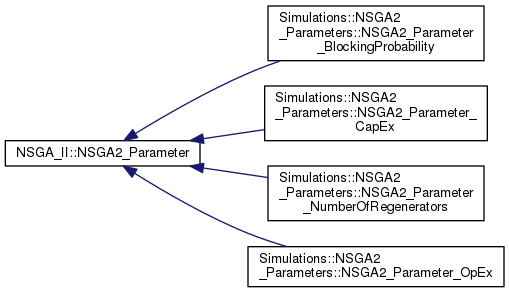 Simulations::NSGA2
_Parameters::NSGA2_Parameter
_BlockingProbability
Simulations::NSGA2
_Parameters::NSGA2_Parameter_
CapEx
NSGA_II::NSGA2_Parameter
Simulations::NSGA2
_Parameters::NSGA2_Parameter
_NumberOfRegenerators
Simulations::NSGA2
_Parameters::NSGA2_Parameter_OpEx